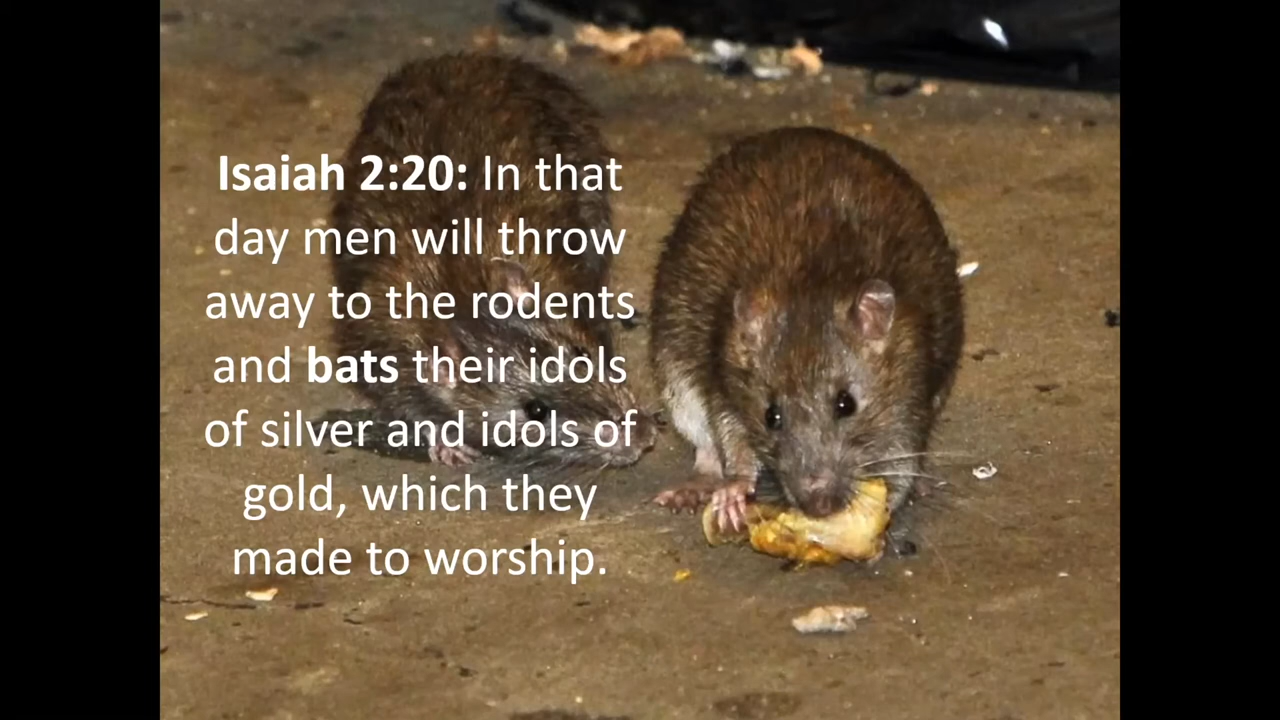 Isaiah 2:20: In that
day men will throw
away to the rodents
and bats their idols
of silver and idols of
gold, which they
made to worship.